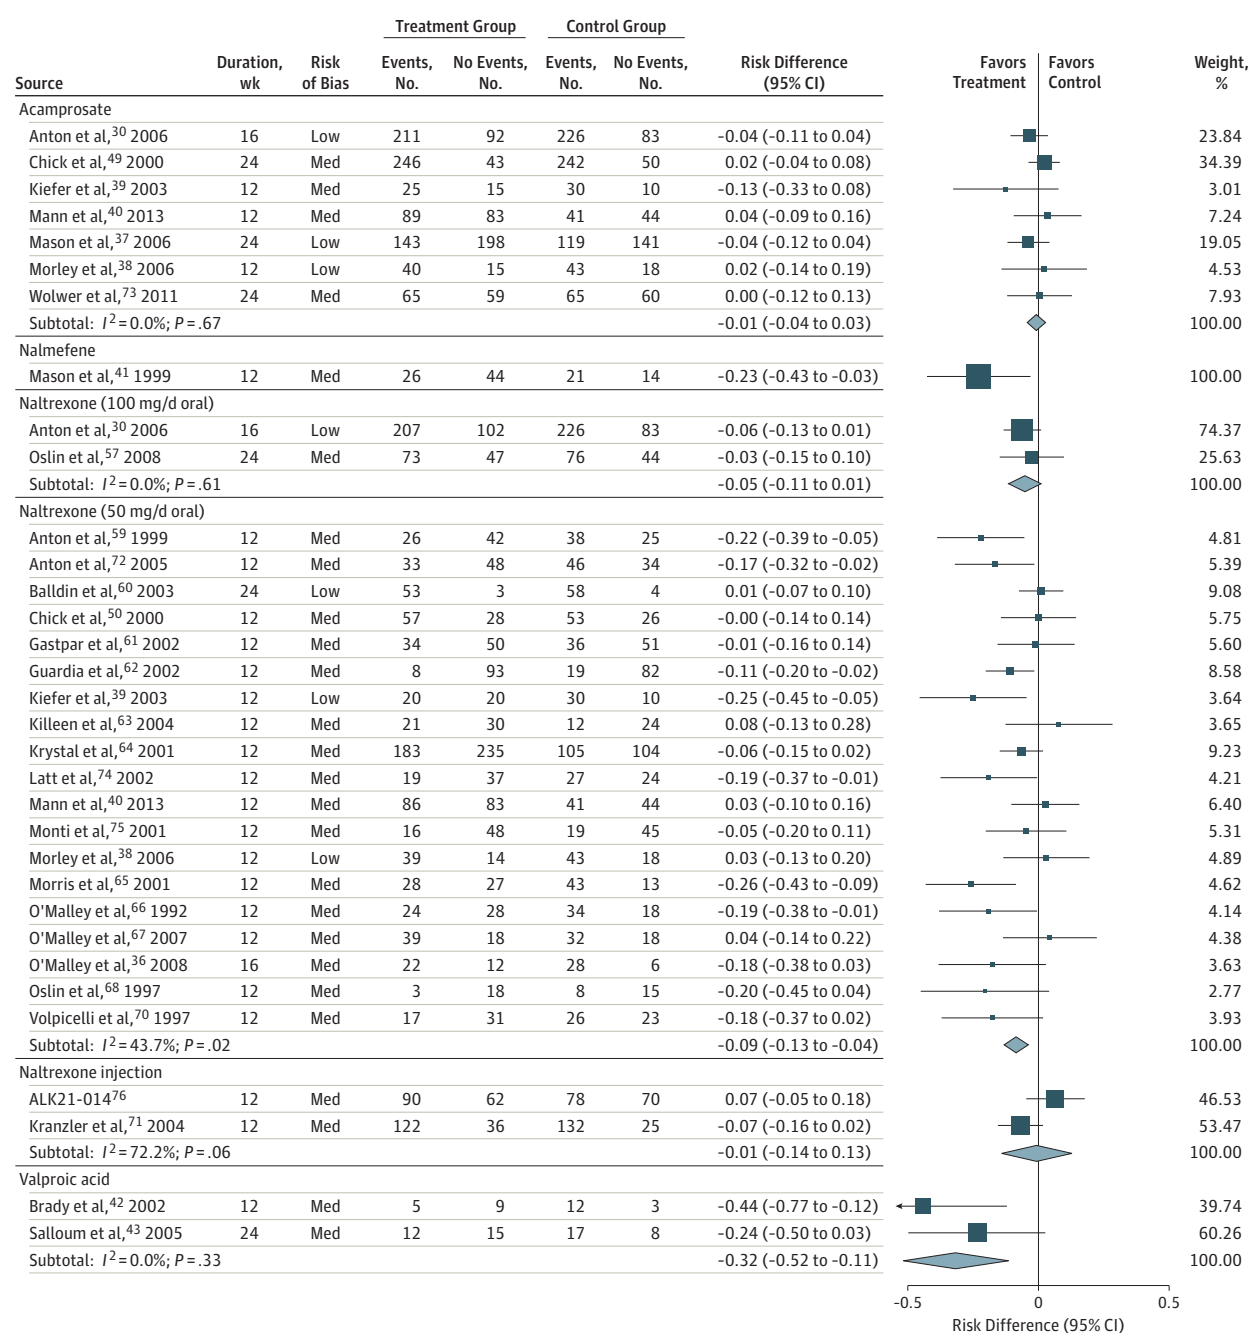 Treatment Group Control Group
Source Duration, wk Risk of Bias Events, No. No Events, No. Events, No. No Events, No. Risk Difference (95% CI) Favors Treatment Favors Control Weight, %
Acamprosate
Anton et al,30 2006 16 Low 211 92 226 83 -0.04 (-0.11 to 0.04) 23.84
Chick et al,49 2000 24 Med 246 43 242 50 0.02 (-0.04 to 0.08) 34.39
Kiefer et al,39 2003 12 Med 25 15 30 10 -0.13 (-0.33 to 0.08) 3.01
Mann et al,40 2013 12 Med 89 83 41 44 0.04 (-0.09 to 0.16) 7.24
Mason et al,37 2006 24 Low 143 198 119 141 -0.04 (-0.12 to 0.04) 19.05
Morley et al,38 2006 12 Low 40 15 43 18 0.02 (-0.14 to 0.19) 4.53
Wolwer et al,73 2011 24 Med 65 59 65 60 0.00 (-0.12 to 0.13) 7.93
Subtotal: I2=0.0%; P=.67 -0.01 (-0.04 to 0.03) 100.00
Nalmefene
Mason et al,41 1999 12 Med 26 44 21 14 -0.23 (-0.43 to -0.03) 100.00
Naltrexone (100 mg/d oral)
Anton et al,30 2006 16 Low 207 102 226 83 -0.06 (-0.13 to 0.01) 74.37
Oslin et al,57 2008 24 Med 73 47 76 44 -0.03 (-0.15 to 0.10) 25.63
Subtotal: I2=0.0%; P=.61 -0.05 (-0.11 to 0.01) 100.00
Naltrexone (50 mg/d oral)
Anton et al,59 1999 12 Med 26 42 38 25 -0.22 (-0.39 to -0.05) 4.81
Anton et al,72 2005 12 Med 33 48 46 34 -0.17 (-0.32 to -0.02) 5.39
Balldin et al,60 2003 24 Low 53 3 58 4 0.01 (-0.07 to 0.10) 9.08
Chick et al,50 2000 12 Med 57 28 53 26 -0.00 (-0.14 to 0.14) 5.75
Gastpar et al,61 2002 12 Med 34 50 36 51 -0.01 (-0.16 to 0.14) 5.60
Guardia et al,62 2002 12 Med 8 93 19 82 -0.11 (-0.20 to -0.02) 8.58
Kiefer et al,39 2003 12 Low 20 20 30 10 -0.25 (-0.45 to -0.05) 3.64
Killeen et al,63 2004 12 Med 21 30 12 24 0.08 (-0.13 to 0.28) 3.65
Krystal et al,64 2001 12 Med 183 235 105 104 -0.06 (-0.15 to 0.02) 9.23
Latt et al,74 2002 12 Med 19 37 27 24 -0.19 (-0.37 to -0.01) 4.21
Mann et al,40 2013 12 Med 86 83 41 44 0.03 (-0.10 to 0.16) 6.40
Monti et al,75 2001 12 Med 16 48 19 45 -0.05 (-0.20 to 0.11) 5.31
Morley et al,38 2006 12 Low 39 14 43 18 0.03 (-0.13 to 0.20) 4.89
Morris et al,65 2001 12 Med 28 27 43 13 -0.26 (-0.43 to -0.09) 4.62
O'Malley et al,66 1992 12 Med 24 28 34 18 -0.19 (-0.38 to -0.01) 4.14
O'Malley et al,67 2007 12 Med 39 18 32 18 0.04 (-0.14 to 0.22) 4.38
O'Malley et al,36 2008 16 Med 22 12 28 6 -0.18 (-0.38 to 0.03) 3.63
Oslin et al,68 1997 12 Med 3 18 8 15 -0.20 (-0.45 to 0.04) 2.77
Volpicelli et al,70 1997 12 Med 17 31 26 23 -0.18 (-0.37 to 0.02) 3.93
Subtotal: I2=43.7%; P=.02 -0.09 (-0.13 to -0.04) 100.00
Naltrexone injection
ALK21-01476 12 Med 90 62 78 70 0.07 (-0.05 to 0.18) 46.53
Kranzler et al,71 2004 12 Med 122 36 132 25 -0.07 (-0.16 to 0.02) 53.47
Subtotal: I2=72.2%; P=.06 -0.01 (-0.14 to 0.13) 100.00
Valproic acid
Brady et al,42 2002 12 Med 5 9 12 3 -0.44 (-0.77 to -0.12) 39.74
Salloum et al,43 2005 24 Med 12 15 17 8 -0.24 (-0.50 to 0.03) 60.26
Subtotal: I2=0.0%; P=.33 -0.32 (-0.52 to -0.11) 100.00
-0.5 0 0.5
Risk Difference (95% CI)